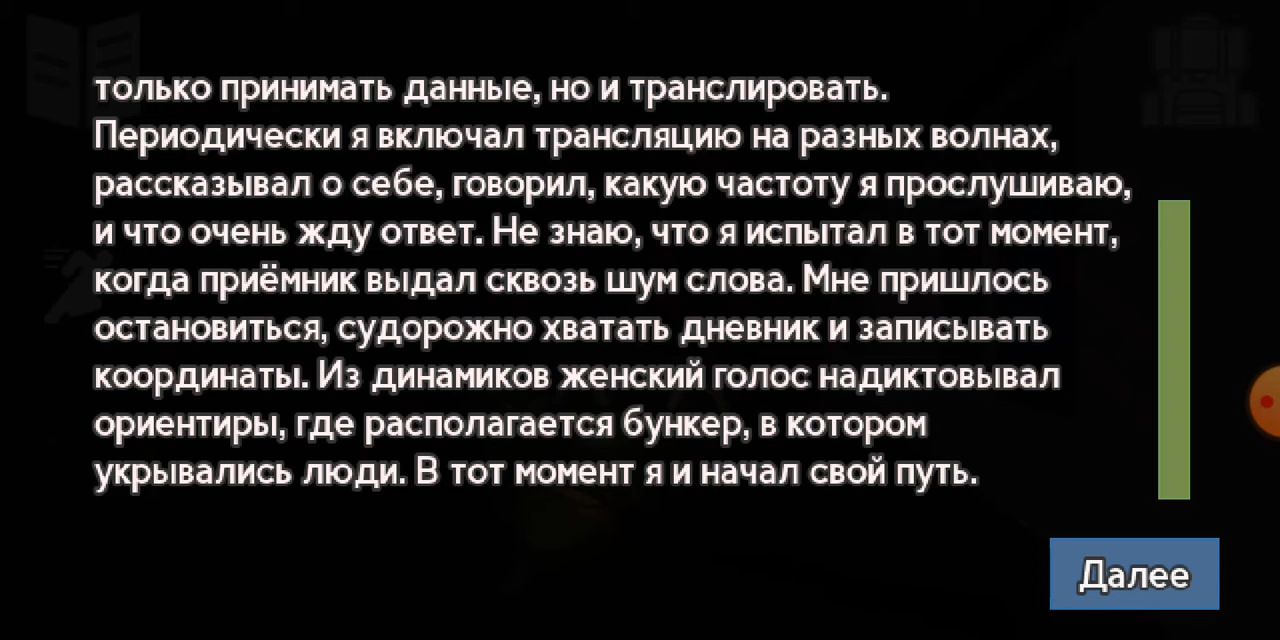 только принимать данные, но и транслировать.
Периодически я включал трансляцию на разных волнах,
рассказывал о себе, говорил, какую частоту я прослушиваю,
и что очень жду ответ. Не знаю, что я испытал в тот момент,
когда приёмник выдал сквозь шум слова. Мне пришлось
остановиться, судорожно хватать дневник и записывать
координаты. Из динамиков женский голос надиктовывал
ориентиры, где располагается бункер, в котором
укрывались люди. В тот момент я и начал свой путь.
Далее